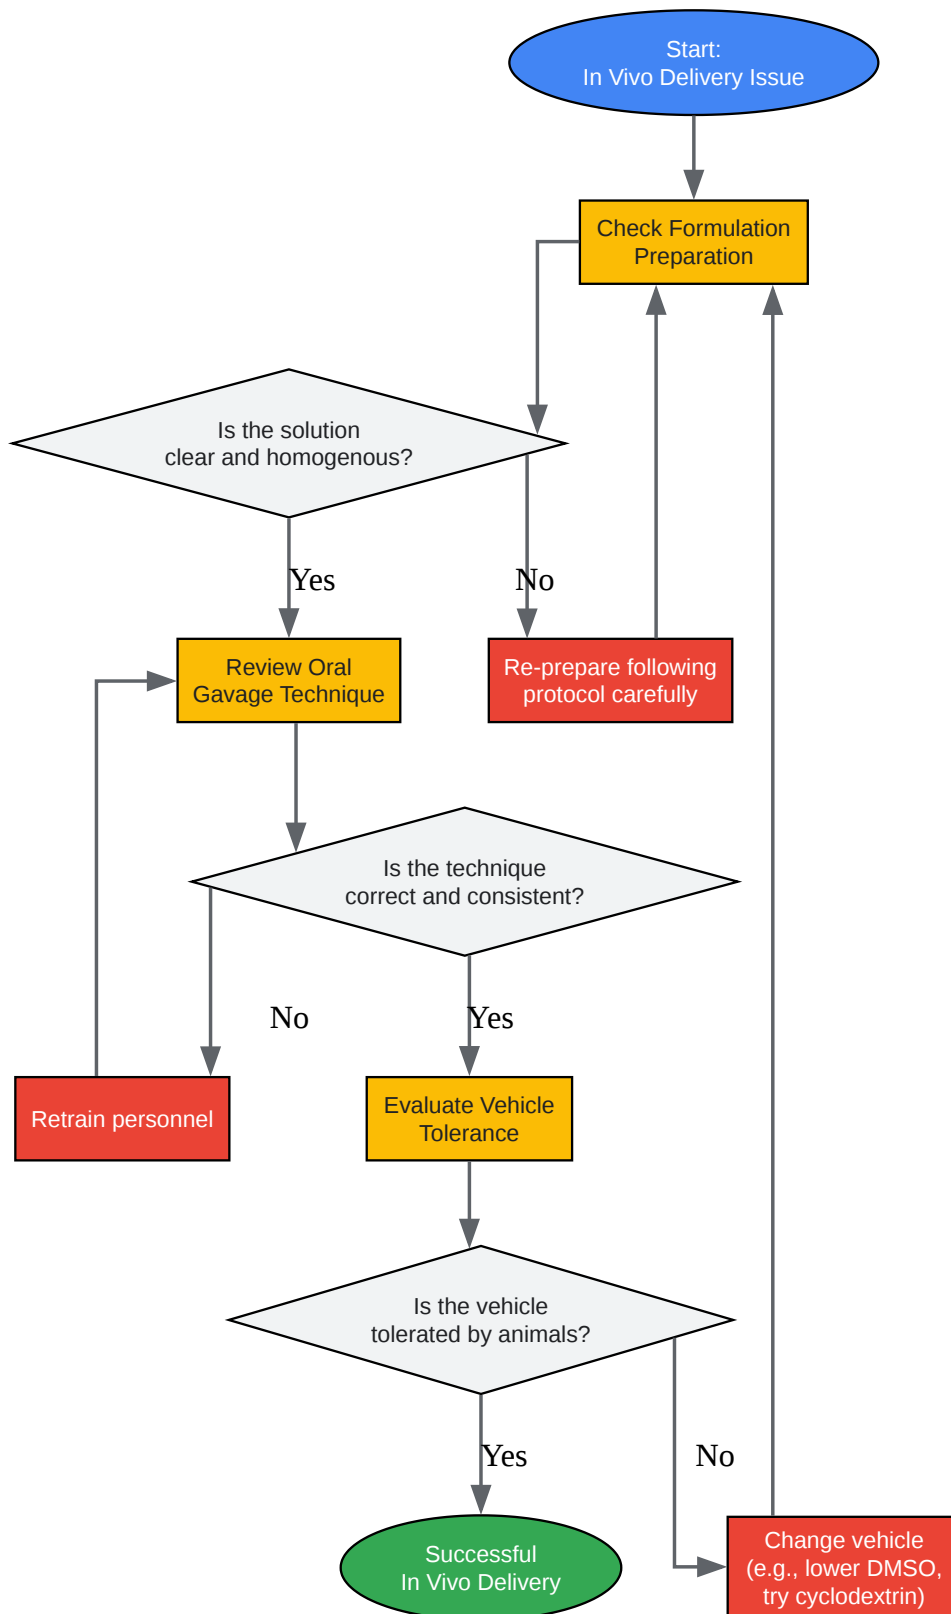 Start:
In Vivo Delivery Issue
Check Formulation
Preparation
Is the solution
clear and homogenous?
Yes
No
Review Oral
Gavage Technique
Re-prepare following
protocol carefully
Is the technique
correct and consistent?
No
Yes
Retrain personnel
Evaluate Vehicle
Tolerance
Is the vehicle
tolerated by animals?
Yes
No
Successful
In Vivo Delivery
Change vehicle
(e.g., lower DMSO,
try cyclodextrin)